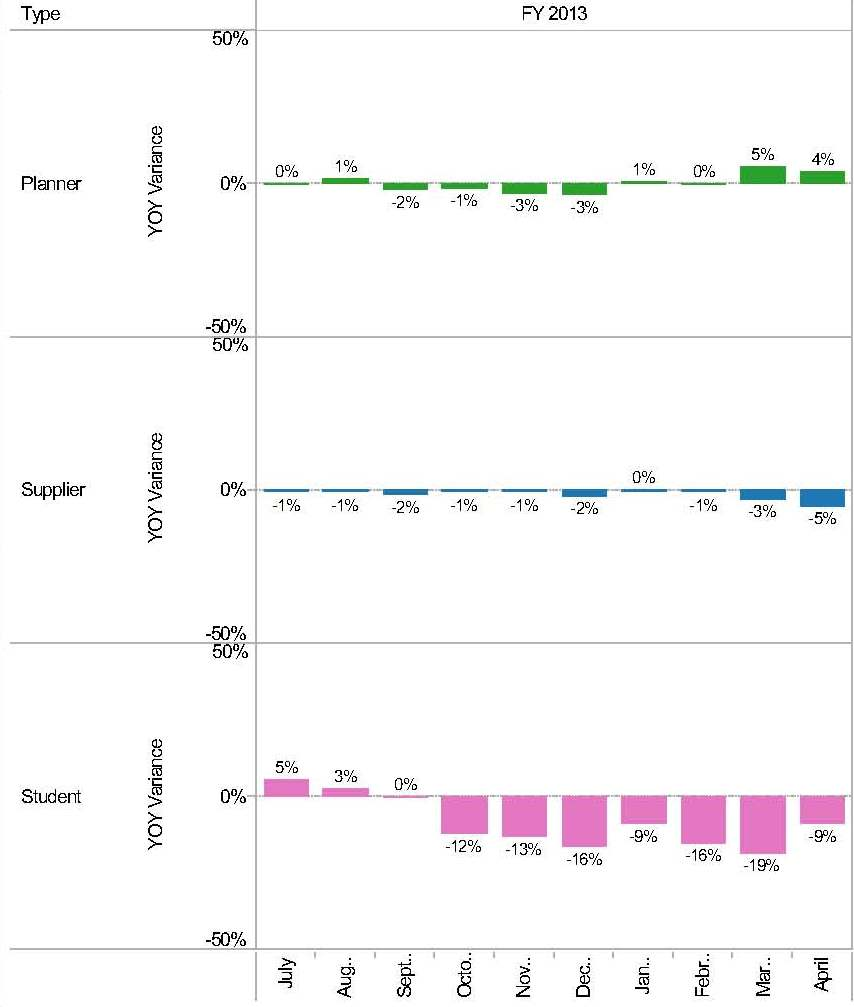 Type FY 2013
50%
0% 1% 1% 0% 5% 4%
Planner YOY Variance 0%
-2% -1% -3% -3%
-50%
50%
0%
Supplier YOY Variance 0%
-1% -1% -2% -1% -1% -2% -1% -3% -5%
-50%
50%
5% 3% 0%
Student YOY Variance 0%
-12% -13% -16% -9% -16% -19% -9%
-50%
July Aug.. Sept.. Octo.. Nov.. Dec.. Jan.. Febr.. Mar.. April